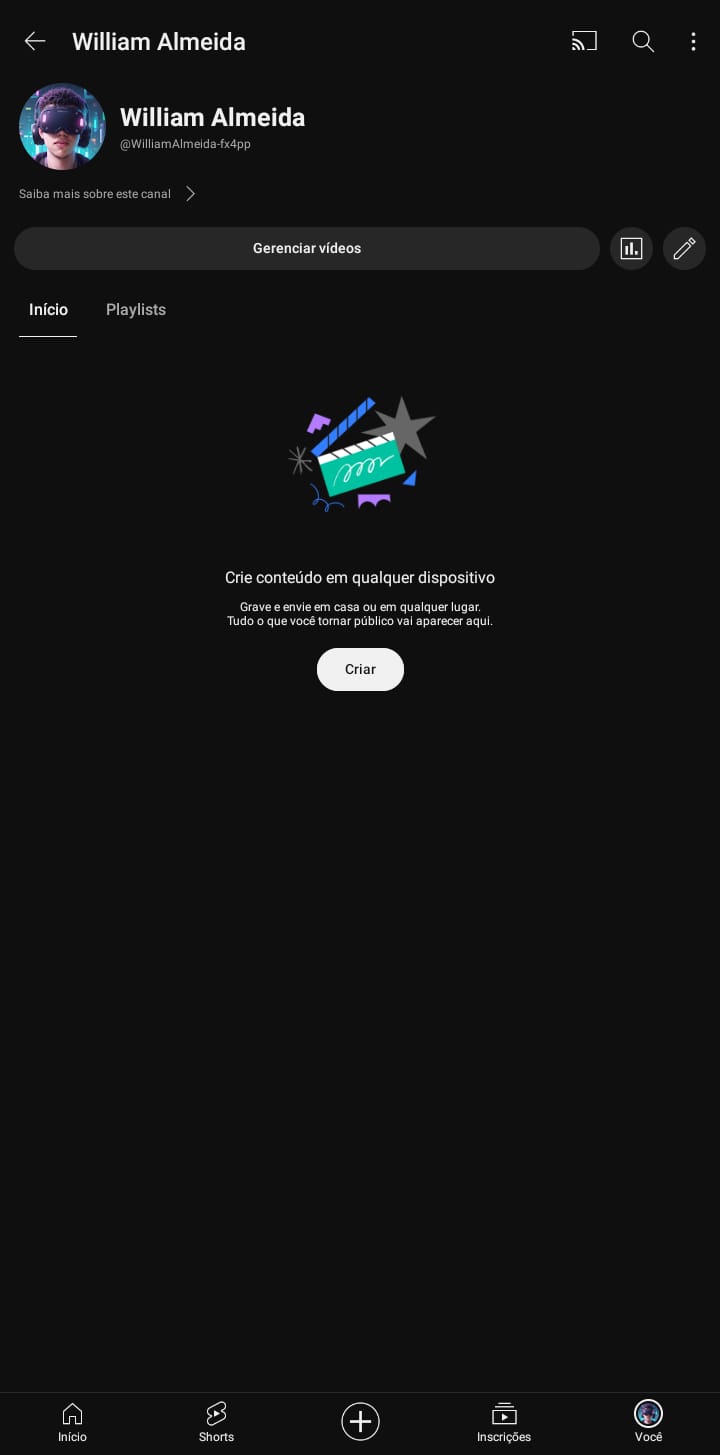 William Almeida
William Almeida
@WilliamAlmeida-fx4pp
Saiba mais sobre este canal
Gerenciar vídeos
Início
Playlists
Crie conteúdo em qualquer dispositivo
Grave e envie em casa ou em qualquer lugar.
Tudo o que você tornar público vai aparecer aqui.
Criar
Início
Shorts
Inscrições
Você